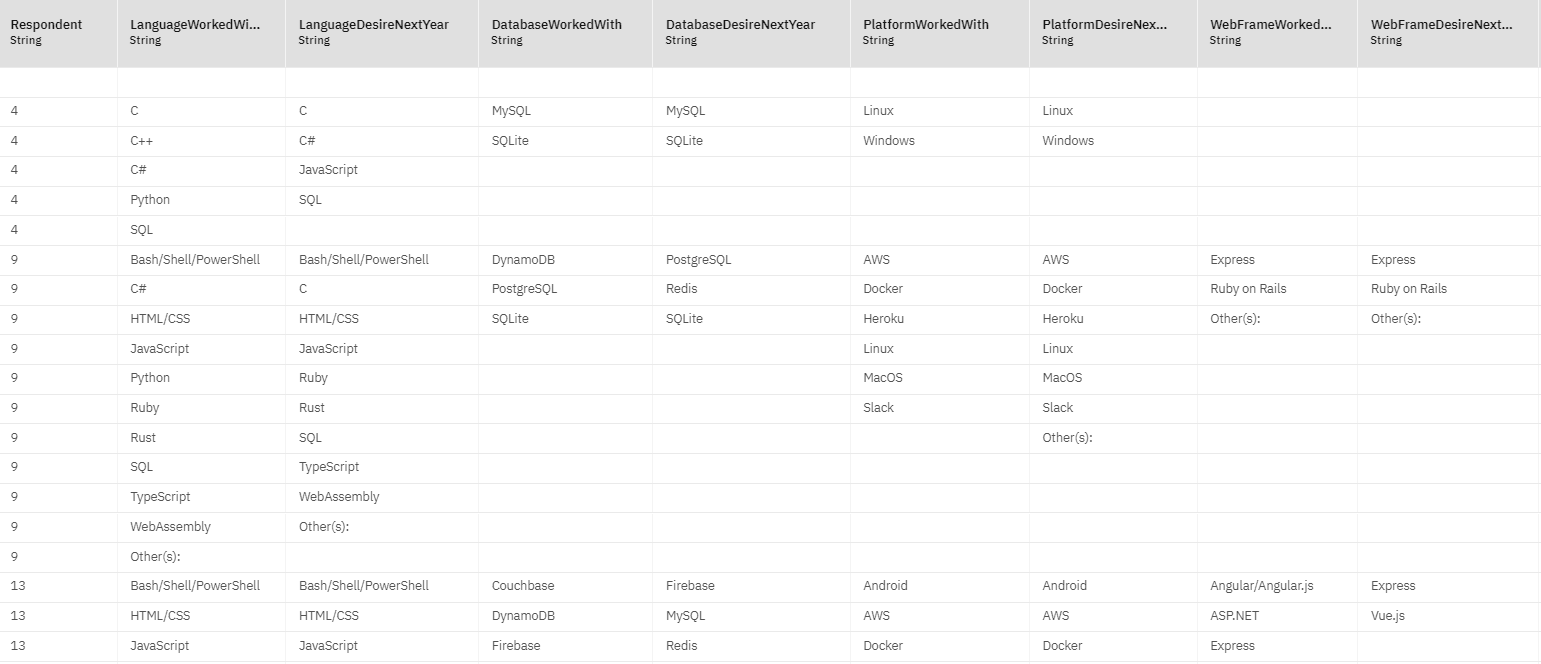 Respondent LanguageWorkedWi... LanguageDesireNextYear DatabaseWorkedWith DatabaseDesireNextYear PlatformWorkedWith PlatformDesireNex... WebFrameWorked... WebFrameDesireNext...
String String String String String String String String String
4 C C MySQL MySQL Linux Linux
4 C++ C# SQLite SQLite Windows Windows
4 C# JavaScript
4 Python SQL
4 SQL
9 Bash/Shell/PowerShell Bash/Shell/PowerShell DynamoDB PostgreSQL AWS AWS Express Express
9 C# C PostgreSQL Redis Docker Docker Ruby on Rails Ruby on Rails
9 HTML/CSS HTML/CSS SQLite SQLite Heroku Heroku Other(s): Other(s):
9 JavaScript JavaScript Linux Linux
9 Python Ruby MacOS MacOS
9 Ruby Rust Slack Slack
9 Rust SQL Other(s):
9 SQL TypeScript
9 TypeScript WebAssembly
9 WebAssembly Other(s):
9 Other(s):
13 Bash/Shell/PowerShell Bash/Shell/PowerShell Couchbase Firebase Android Android Angular/Angular.js Express
13 HTML/CSS HTML/CSS DynamoDB MySQL AWS AWS ASP.NET Vue.js
13 JavaScript JavaScript Firebase Redis Docker Docker Express